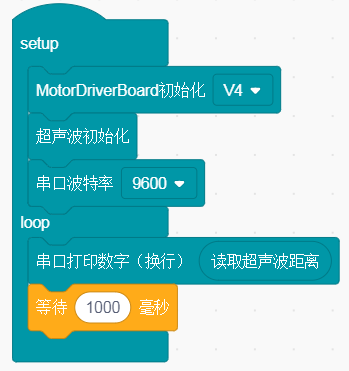 setup
MotorDriverBoard初始化 V4
超声波初始化
串口波特率 9600
loop
串口打印数字（换行） 读取超声波距离
等待 1000 毫秒